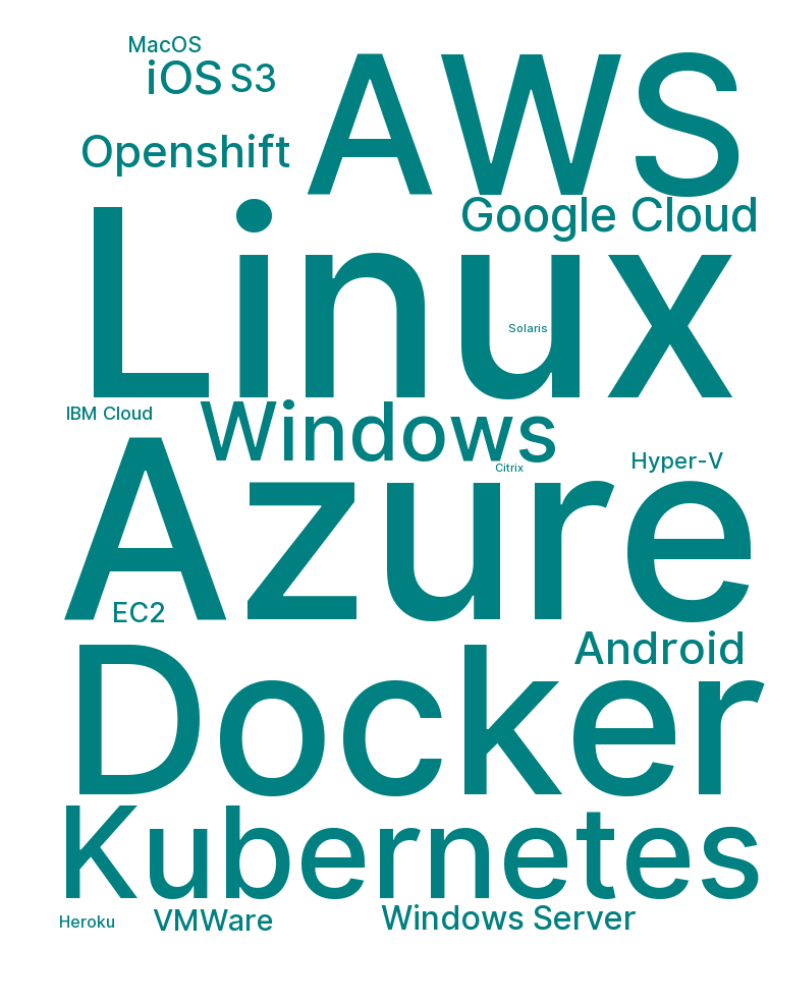 MacOS
iOS S3
AWS
Openshift
Google Cloud
Linux
Solaris
IBM Cloud
Windows
Citrix
Hyper-V
Azure
EC2
Android
Docker
Kubernetes
Heroku VMWare Windows Server